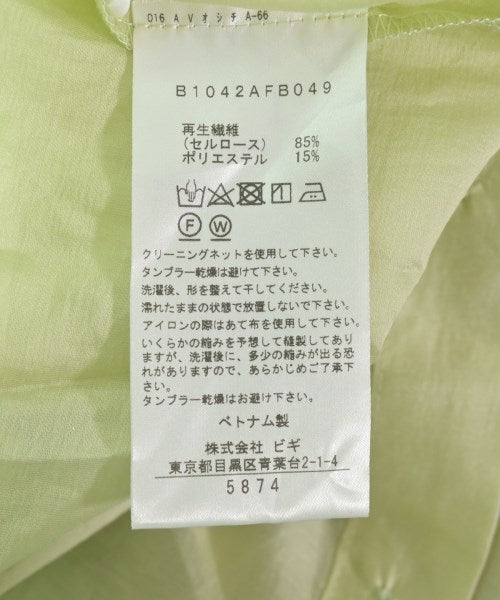 016 A V オシチ A-66
B1042AFB049
再生繊維
(セルロース) 85%
ポリエステル 15%
F W
クリーニングネットを使用して下さい。
タンブラー乾燥は避けて下さい。
洗濯後、形を整えて干してください。
濡れたままの状態で放置しないで下さい。
アイロンの際はあて布を使用して下さい。
いくらかの縮みを予想して縫製してあり
ますが、洗濯後に、多少の縮みが出る恐
れがありますので、あらかじめご了承下
さい。
タンブラー乾燥はお避け下さい。
ベトナム製
株式会社 ビギ
東京都目黒区青葉台2-1-4
5874